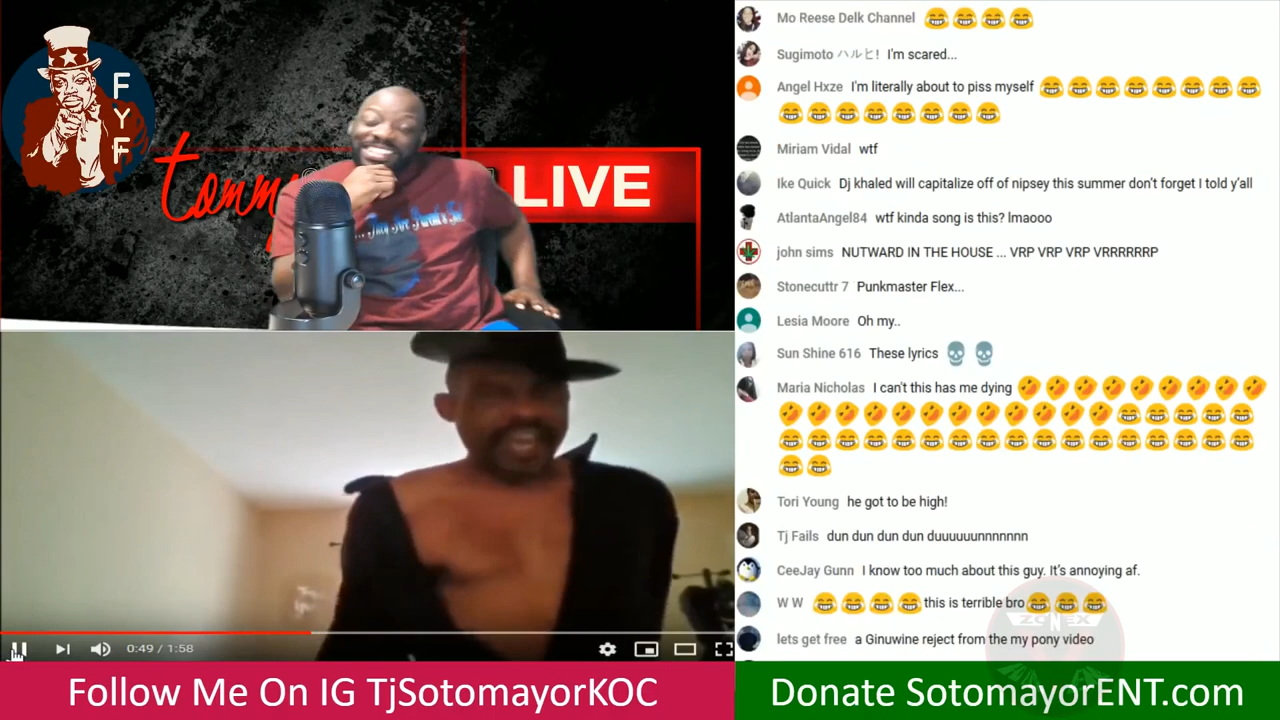 F
Y
F
LIVE
0:49 / 1:58
Follow Me On IG TjSotomayorKOC
Mo Reese Delk Channel 😂😂😂😂
Sugimoto ハルヒ! I'm scared...
Angel Hxze I'm literally about to piss myself 😂😂😂😂😂😂😂😂
😂😂😂😂😂😂😂😂
Miriam Vidal wtf
Ike Quick Dj khaled will capitalize off of nipsey this summer don't forget I told y'all
AtlantaAngel84 wtf kinda song is this? lmaooo
john sims NUTWARD IN THE HOUSE ... VRP VRP VRP VRRRRRRP
Stonecuttr 7 Punkmaster Flex...
Lesia Moore Oh my..
Sun Shine 616 These lyrics 💀 💀
Maria Nicholas I can't this has me dying 🤣🤣🤣🤣🤣🤣🤣🤣🤣
🤣🤣🤣🤣🤣🤣🤣🤣🤣🤣🤣🤣😂😂😂😂😂
😂😂😂😂😂😂😂😂😂😂😂😂😂😂😂😂😂
😂😂
Tori Young he got to be high!
Tj Fails dun dun dun dun duuuuuunnnnnnn
CeeJay Gunn I know too much about this guy. It's annoying af.
W W 😂😂😂😂 this is terrible bro😂😂😂
lets get free a Ginuwine reject from the my pony video
ZONEX
Donate SotomayorENT.com